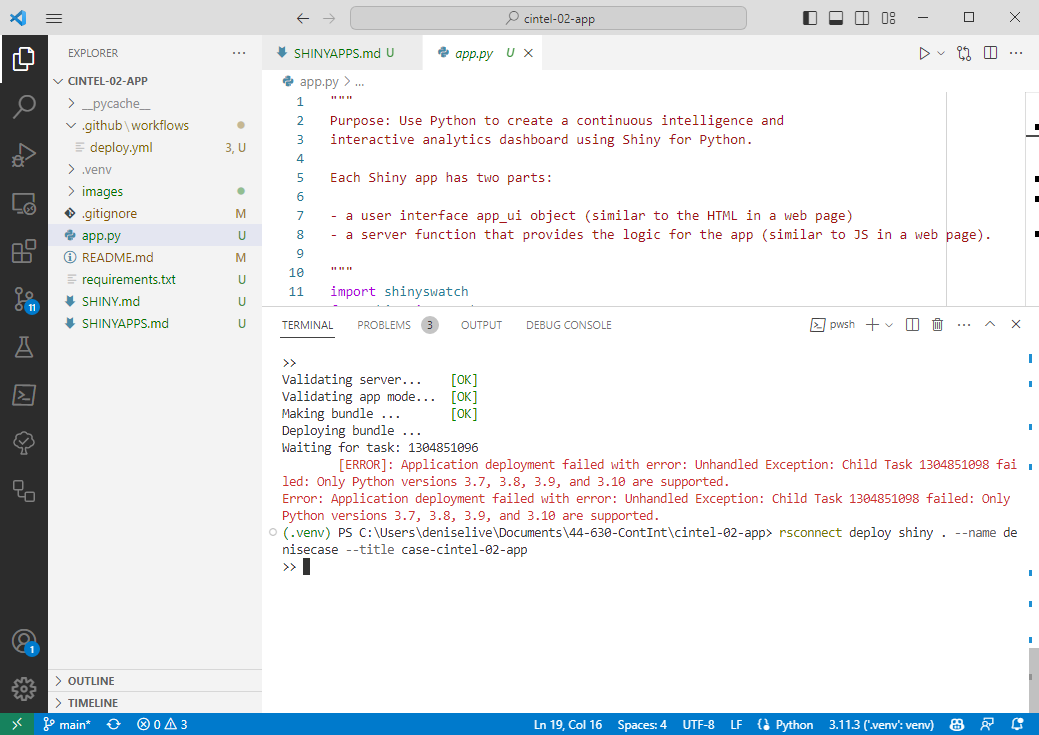 cintel-02-app
EXPLORER
CINTEL-02-APP
__pycache__
.github\workflows
deploy.yml 3, U
.venv
images
.gitignore M
app.py U
README.md M
requirements.txt U
SHINY.md U
SHINYAPPS.md U
11
1
OUTLINE
TIMELINE
SHINYAPPS.md U
app.py U
app.py > ...
1 """
2 Purpose: Use Python to create a continuous intelligence and
3 interactive analytics dashboard using Shiny for Python.
4
5 Each Shiny app has two parts:
6
7 - a user interface app_ui object (similar to the HTML in a web page)
8 - a server function that provides the logic for the app (similar to JS in a web page).
9
10 """
11 import shinyswatch
TERMINAL PROBLEMS 3 OUTPUT DEBUG CONSOLE pwsh
>>
Validating server... [OK]
Validating app mode... [OK]
Making bundle ... [OK]
Deploying bundle ...
Waiting for task: 1304851096
[ERROR]: Application deployment failed with error: Unhandled Exception: Child Task 1304851098 fai
led: Only Python versions 3.7, 3.8, 3.9, and 3.10 are supported.
Error: Application deployment failed with error: Unhandled Exception: Child Task 1304851098 failed: Only
Python versions 3.7, 3.8, 3.9, and 3.10 are supported.
(.venv) PS C:\Users\deniselive\Documents\44-630-ContInt\cintel-02-app> rsconnect deploy shiny . --name de
nisecase --title case-cintel-02-app
>>
main* 0 3 Ln 19, Col 16 Spaces: 4 UTF-8 LF Python 3.11.3 ('.venv': venv)